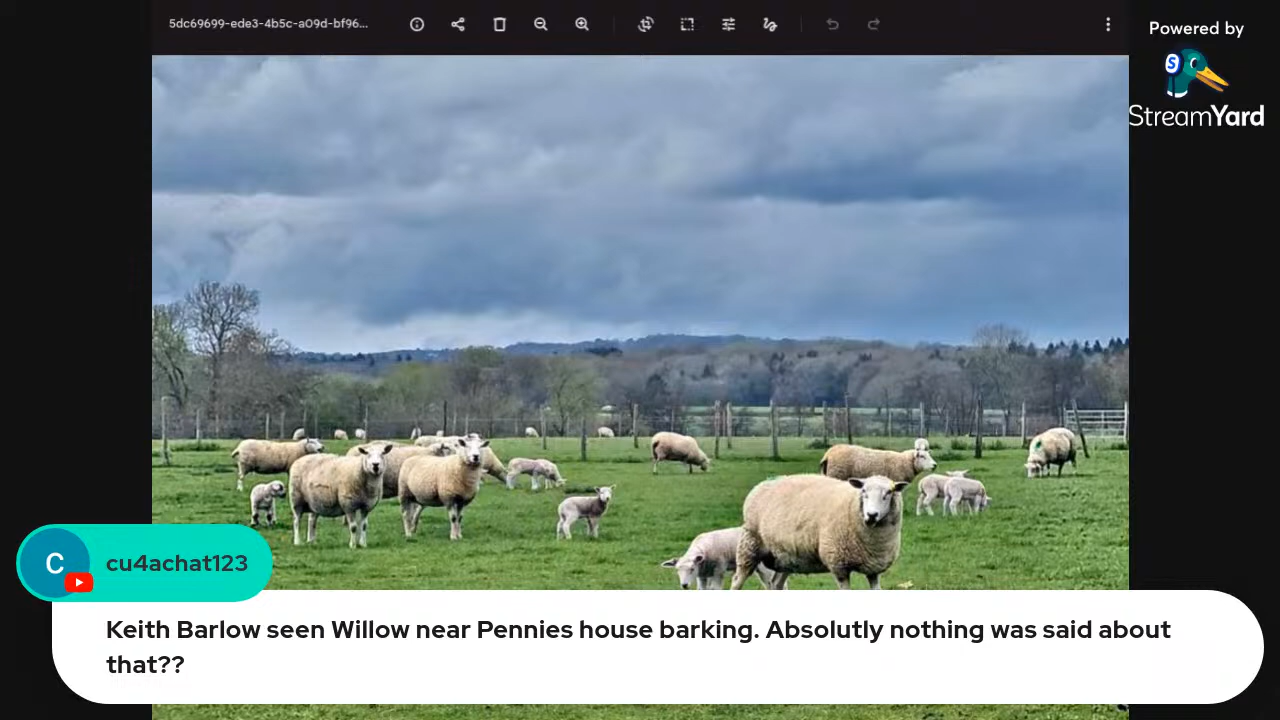 5dc69699-ede3-4b5c-a09d-bf96...
Powered by
S
StreamYard
C
cu4achat123
Keith Barlow seen Willow near Pennies house barking. Absolutly nothing was said about
that??